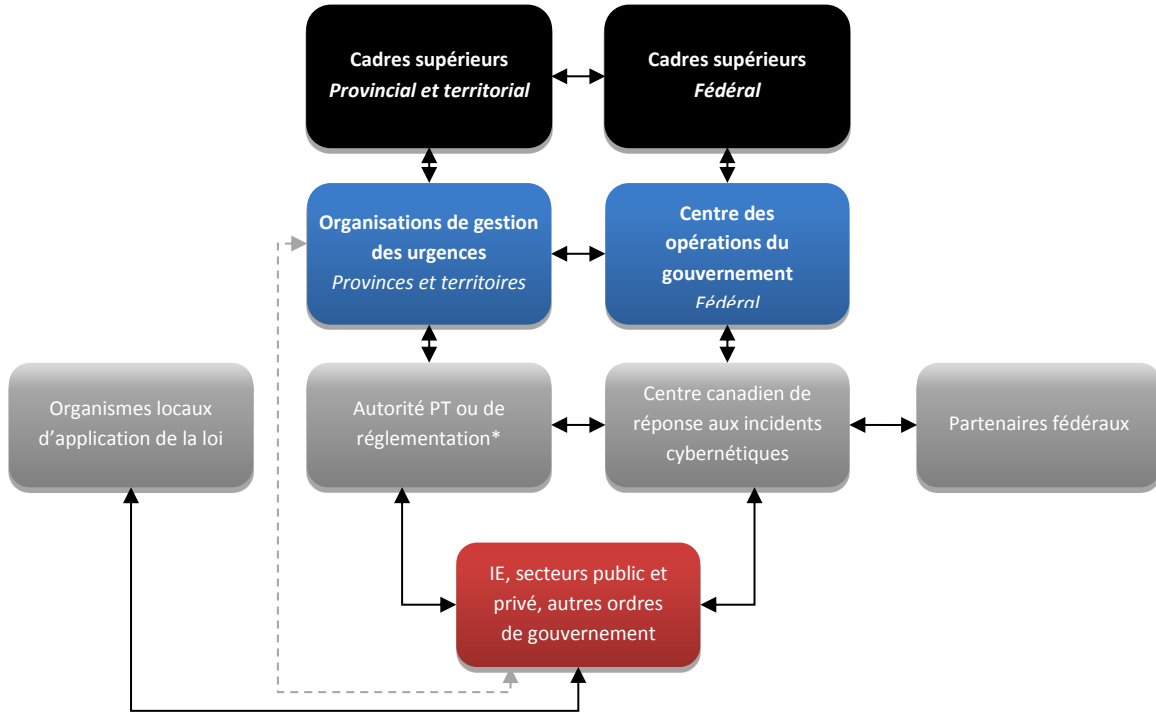 Cadres supérieurs
Provincial et territorial
Cadres supérieurs
Fédéral
Organisations de gestion
des urgences
Provinces et territoires
Centre des
opérations du
gouvernement
Fédéral
Organismes locaux
d’application de la loi
Autorité PT ou de
réglementation*
Centre canadien de
réponse aux incidents
cybernétiques
Partenaires fédéraux
IE, secteurs public et
privé, autres ordres
de gouvernement